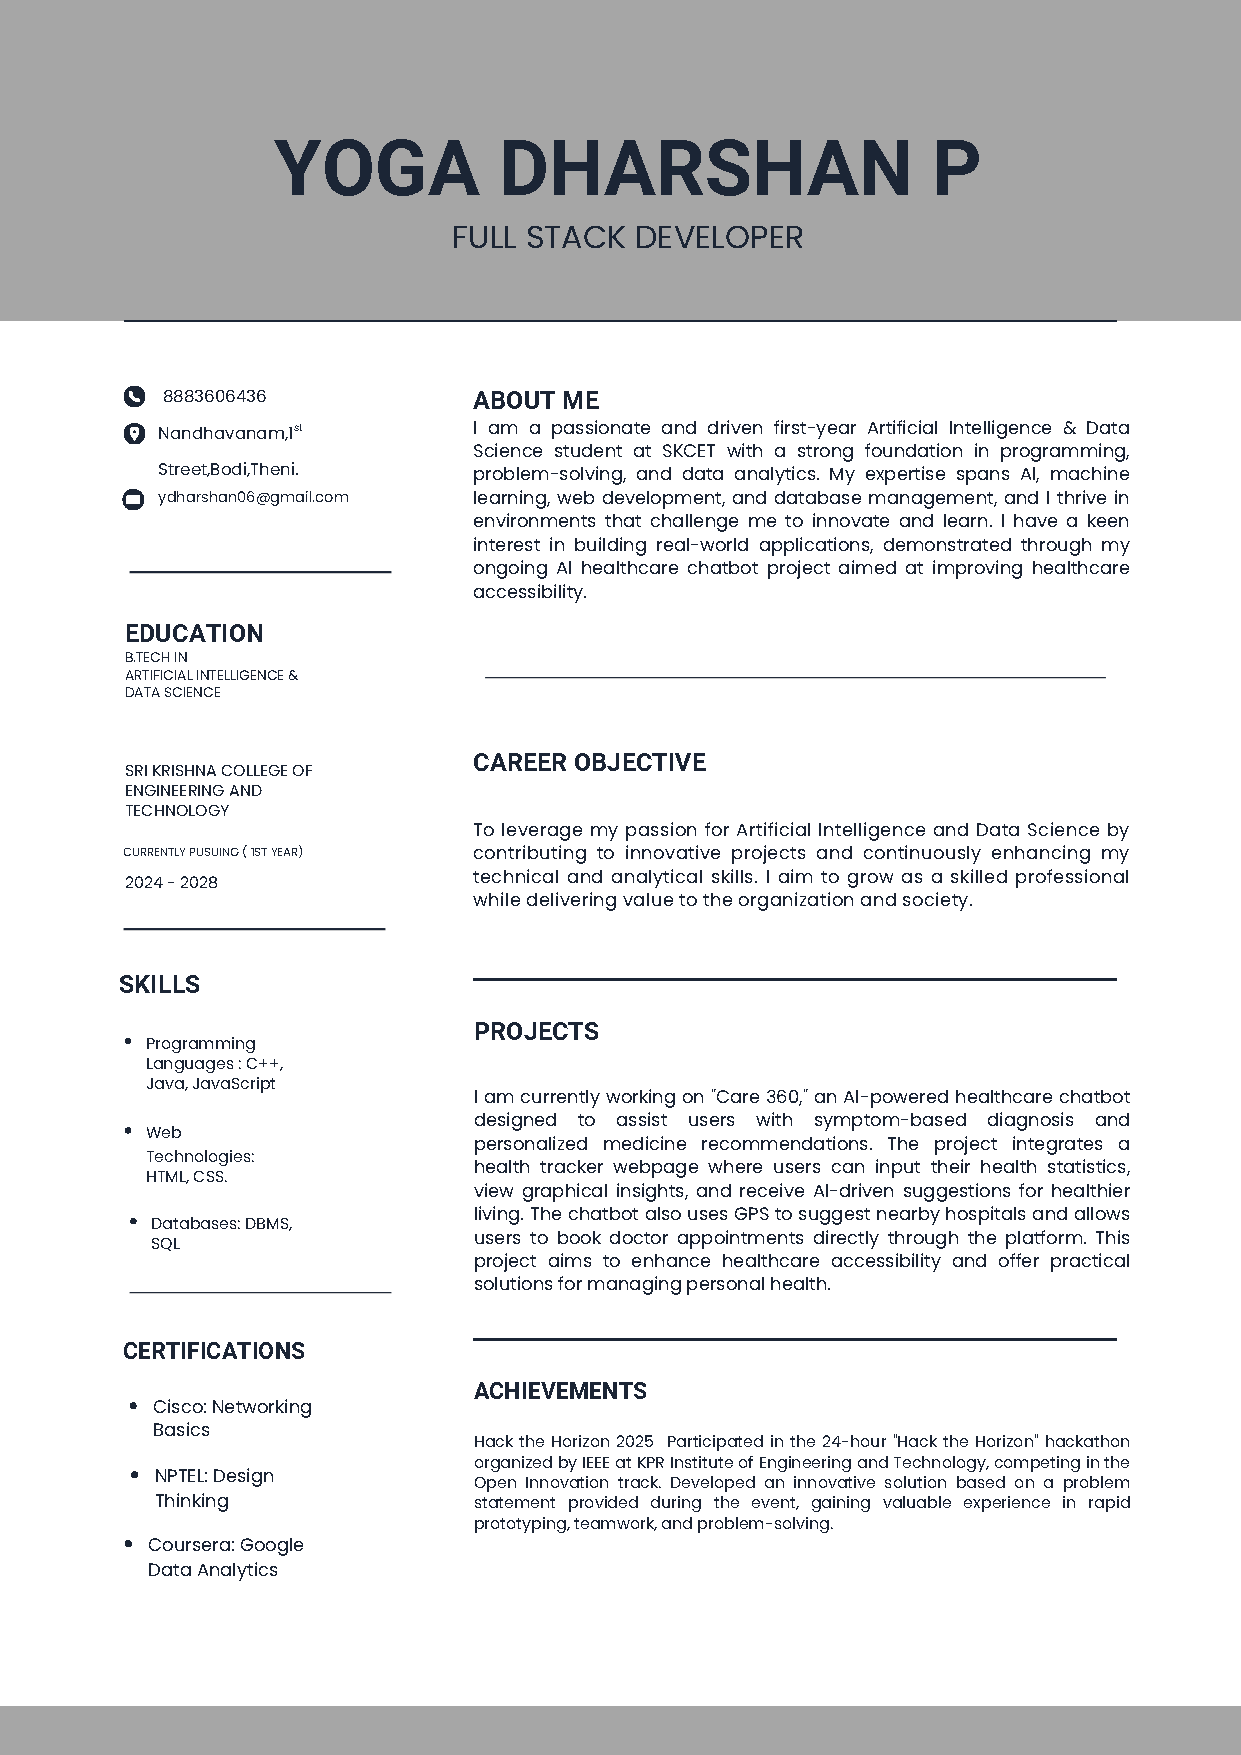 YOGA DHARSHAN P
FULL STACK DEVELOPER
8883606436
Nandhavanam,1st
Street,Bodi,Theni.
ydharshan06@gmail.com
EDUCATION
B.TECH IN
ARTIFICIAL INTELLIGENCE &
DATA SCIENCE
SRI KRISHNA COLLEGE OF
ENGINEERING AND
TECHNOLOGY
CURRENTLY PUSUING ( 1ST YEAR)
2024 - 2028
SKILLS
• Programming
Languages : C++,
Java, JavaScript
• Web
Technologies:
HTML, CSS.
• Databases: DBMS,
SQL
CERTIFICATIONS
• Cisco: Networking
Basics
• NPTEL: Design
Thinking
• Coursera: Google
Data Analytics
ABOUT ME
I am a passionate and driven first-year Artificial Intelligence & Data
Science student at SKCET with a strong foundation in programming,
problem-solving, and data analytics. My expertise spans AI, machine
learning, web development, and database management, and I thrive in
environments that challenge me to innovate and learn. I have a keen
interest in building real-world applications, demonstrated through my
ongoing AI healthcare chatbot project aimed at improving healthcare
accessibility.
CAREER OBJECTIVE
To leverage my passion for Artificial Intelligence and Data Science by
contributing to innovative projects and continuously enhancing my
technical and analytical skills. I aim to grow as a skilled professional
while delivering value to the organization and society.
PROJECTS
I am currently working on "Care 360," an AI-powered healthcare chatbot
designed to assist users with symptom-based diagnosis and
personalized medicine recommendations. The project integrates a
health tracker webpage where users can input their health statistics,
view graphical insights, and receive AI-driven suggestions for healthier
living. The chatbot also uses GPS to suggest nearby hospitals and allows
users to book doctor appointments directly through the platform. This
project aims to enhance healthcare accessibility and offer practical
solutions for managing personal health.
ACHIEVEMENTS
Hack the Horizon 2025 Participated in the 24-hour "Hack the Horizon" hackathon
organized by IEEE at KPR Institute of Engineering and Technology, competing in the
Open Innovation track. Developed an innovative solution based on a problem
statement provided during the event, gaining valuable experience in rapid
prototyping, teamwork, and problem-solving.